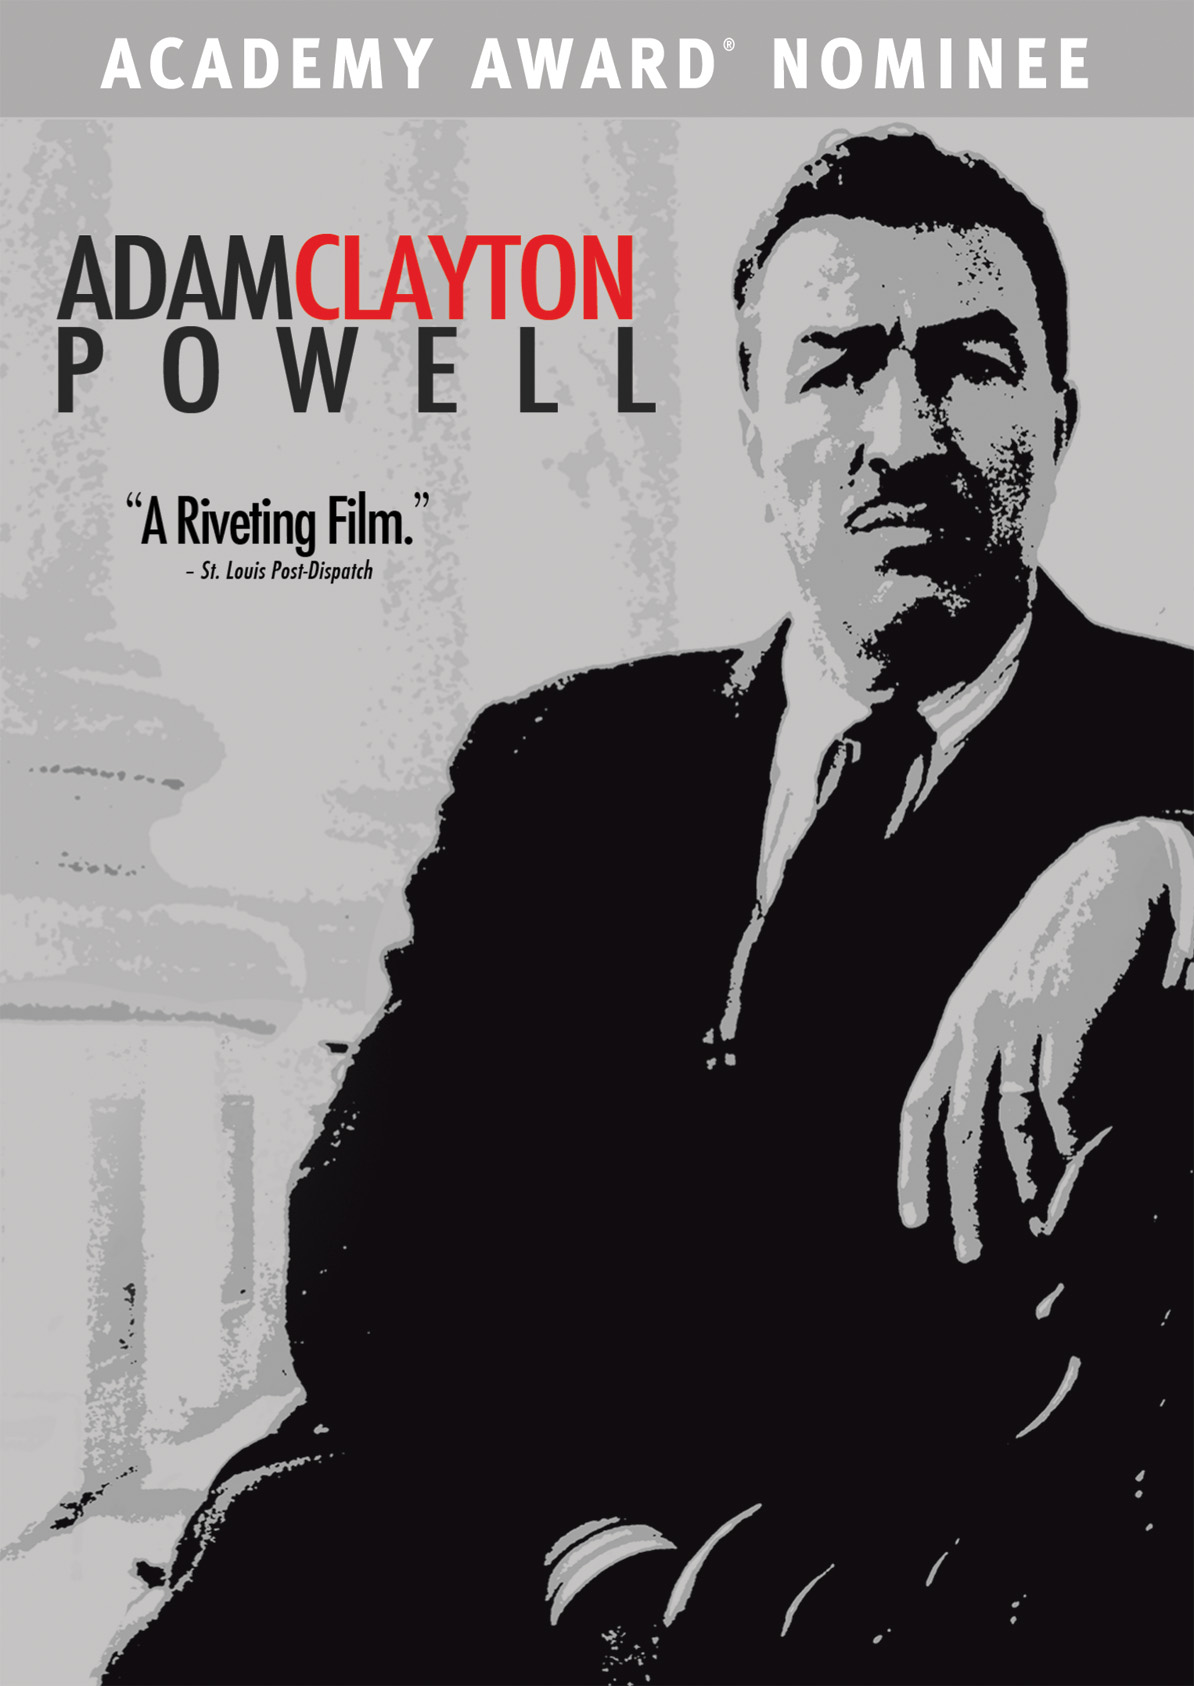 ACADEMY AWARD® NOMINEE
ADAMCLAYTON
POWELL
“A Riveting Film.”
– St. Louis Post-Dispatch